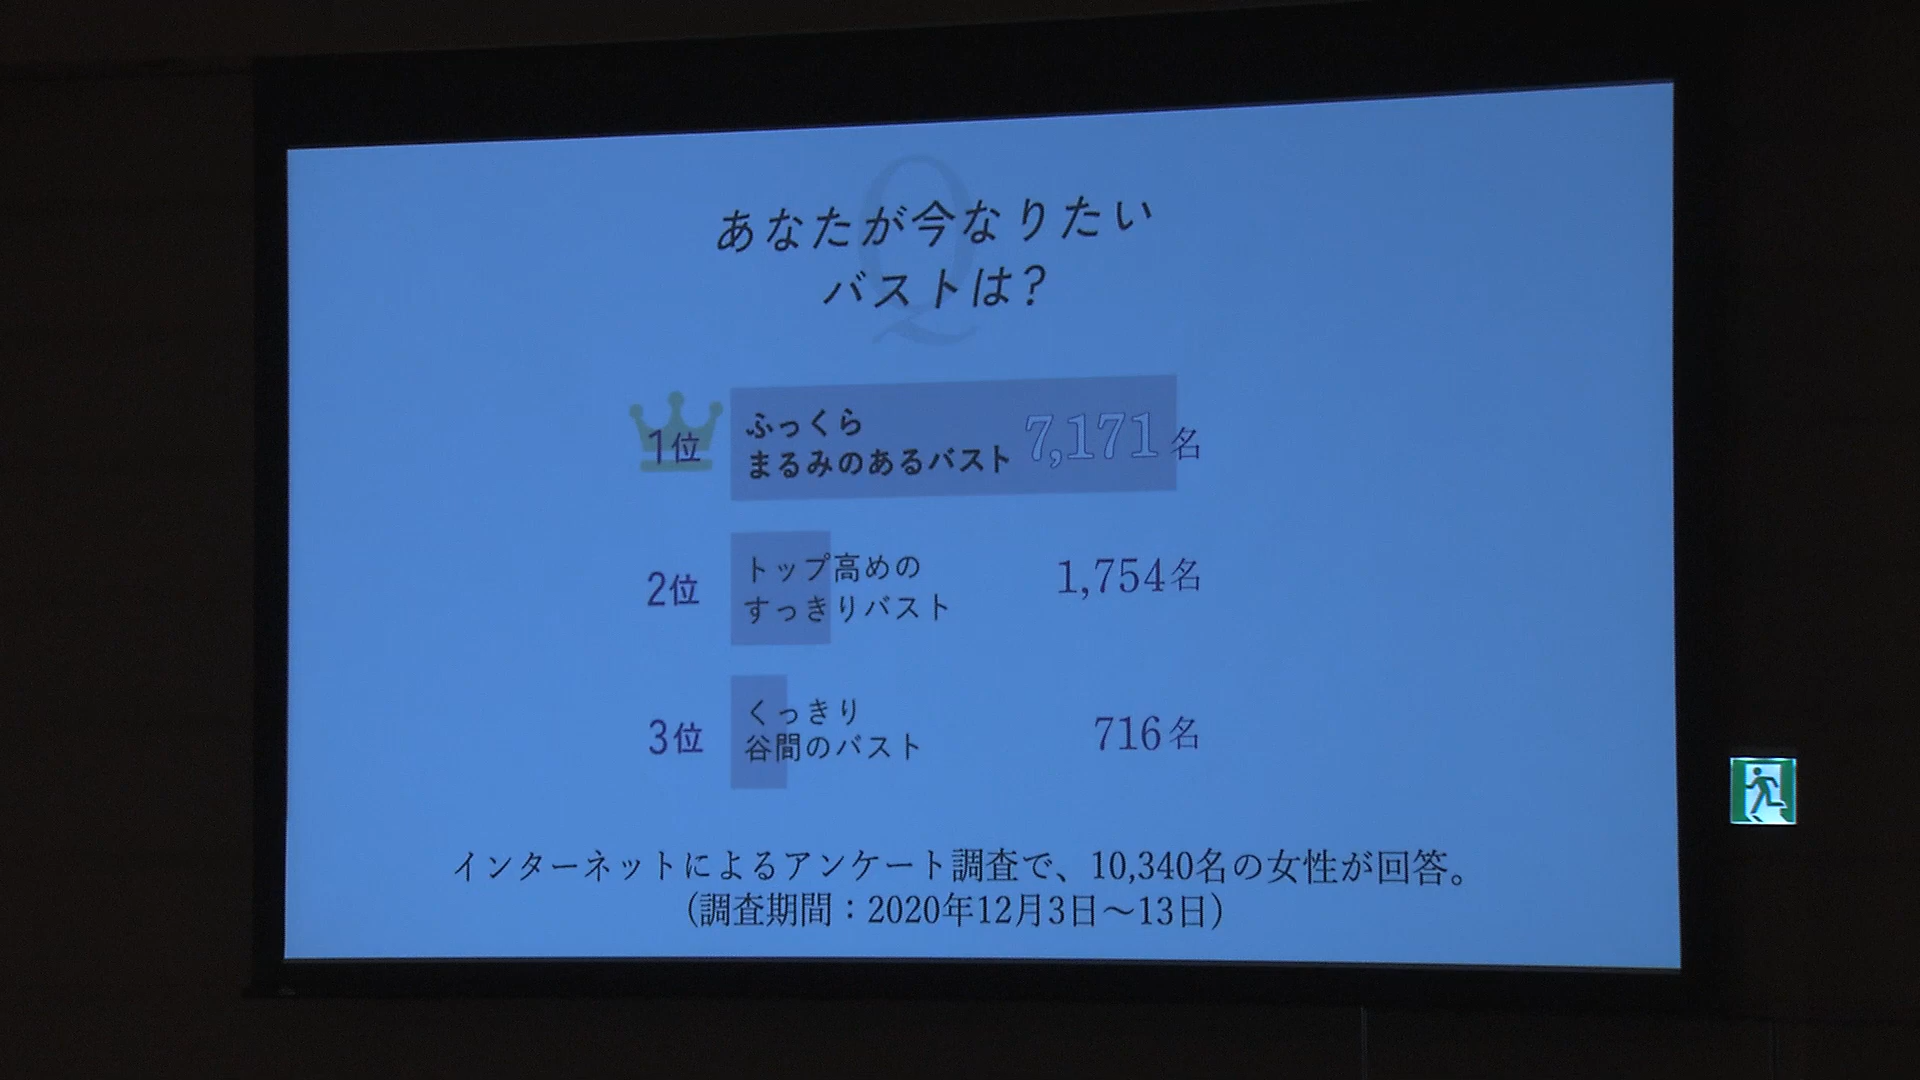 Q
あなたが今なりたい
バストは?
1位 ふっくら
まるみのあるバスト 7,171名
2位 トップ高めの
すっきりバスト 1,754名
3位 くっきり
谷間のバスト 716名
インターネットによるアンケート調査で、10,340名の女性が回答。
(調査期間：2020年12月3日～13日)